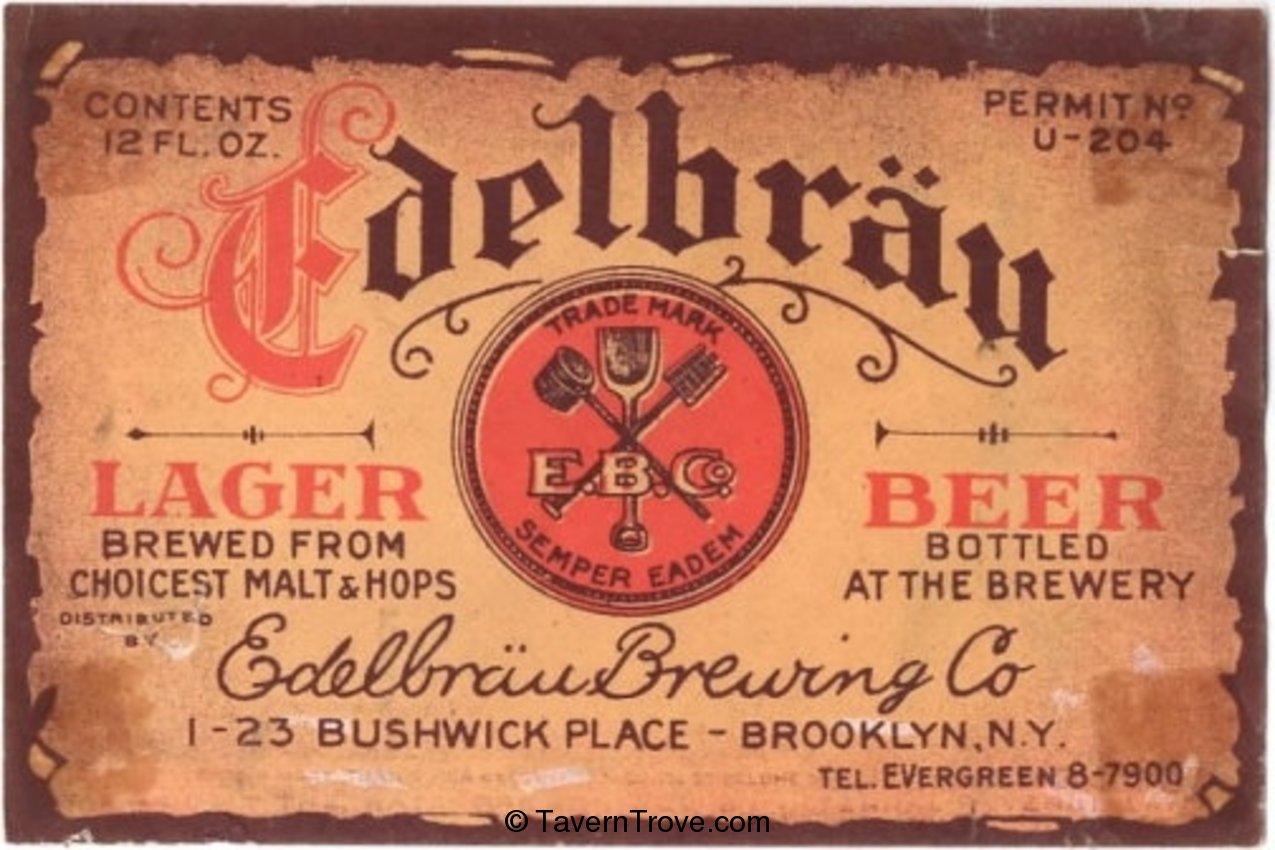 CONTENTS
12 FL. OZ.
PERMIT Nº
U-204
Edelbräu
TRADE MARK
E.B.Co.
SEMPER EADEM
LAGER
BREWED FROM
CHOICEST MALT & HOPS
BEER
BOTTLED
AT THE BREWERY
DISTRIBUTED
BY
Edelbräu Brewing Co
1-23 BUSHWICK PLACE - BROOKLYN, N.Y.
TEL. EVERGREEN 8-7900
© TavernTrove.com